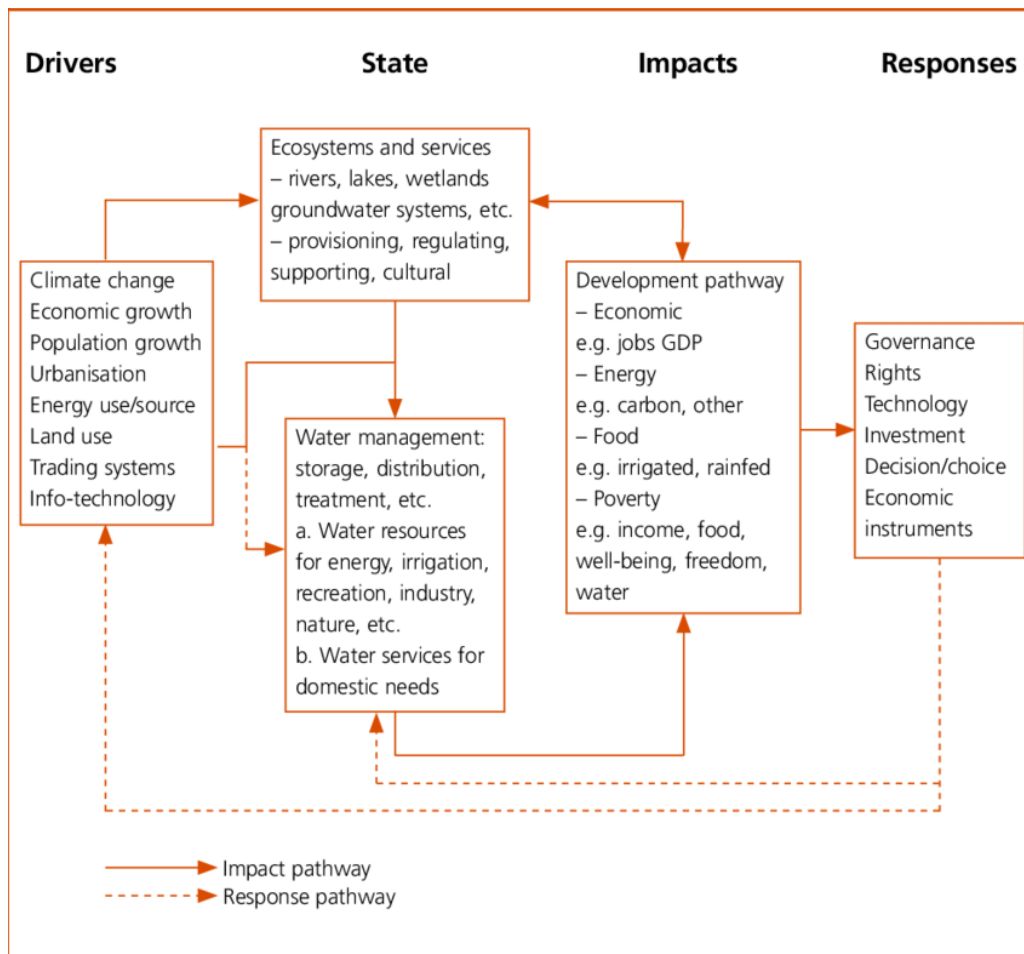 Drivers
State
Impacts
Responses
Ecosystems and services
– rivers, lakes, wetlands
groundwater systems, etc.
– provisioning, regulating,
supporting, cultural
Climate change
Economic growth
Population growth
Urbanisation
Energy use/source
Land use
Trading systems
Info-technology
Water management:
storage, distribution,
treatment, etc.
a. Water resources
for energy, irrigation,
recreation, industry,
nature, etc.
b. Water services for
domestic needs
Development pathway
– Economic
e.g. jobs GDP
– Energy
e.g. carbon, other
– Food
e.g. irrigated, rainfed
– Poverty
e.g. income, food,
well-being, freedom,
water
Governance
Rights
Technology
Investment
Decision/choice
Economic
instruments
Impact pathway
Response pathway